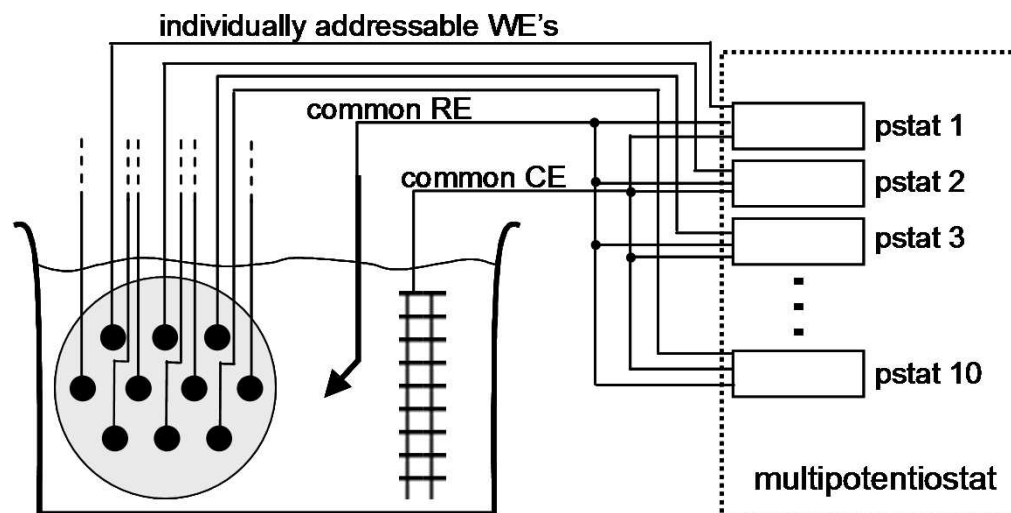 individually addressable WE's
common RE
common CE
pstat 1
pstat 2
pstat 3
pstat 10
multipotentiostat